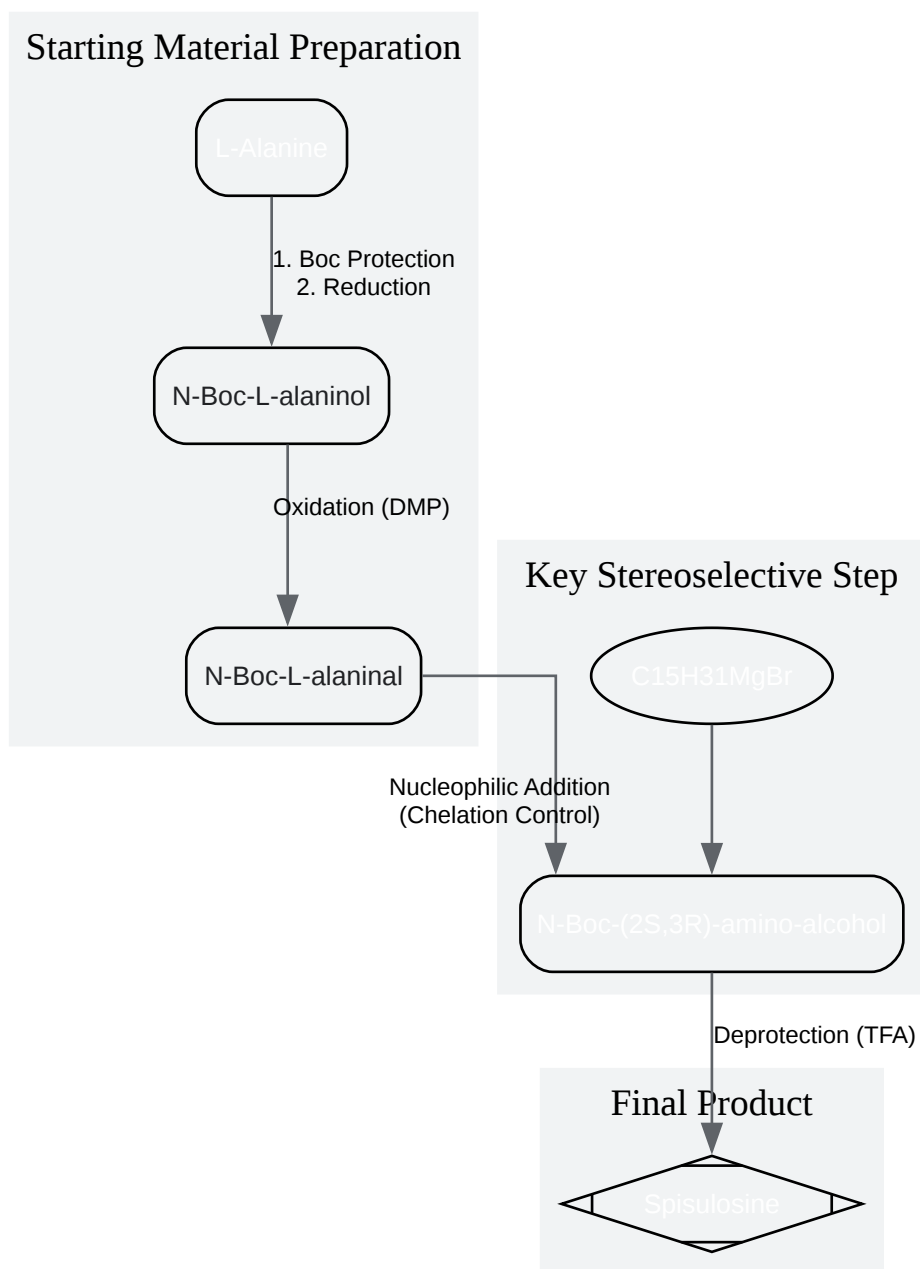 Starting Material Preparation
L-Alanine
1. Boc Protection
2. Reduction
N-Boc-L-alaninol
Oxidation (DMP)
N-Boc-L-alaninal
Key Stereoselective Step
C15H31MgBr
Nucleophilic Addition
(Chelation Control)
N-Boc-(2S,3R)-amino-alcohol
Deprotection (TFA)
Final Product
Spisulosine